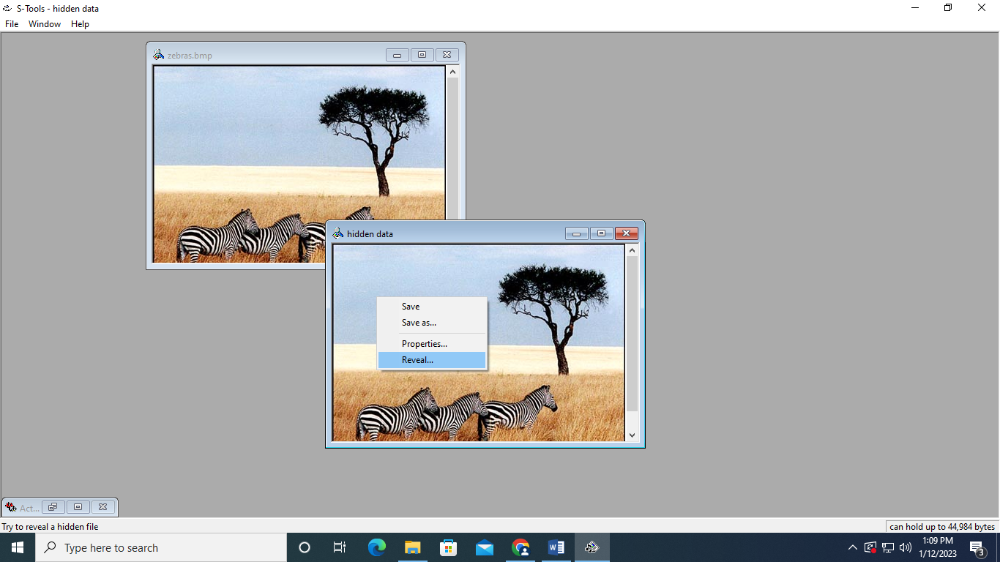 S-Tools - hidden data
File Window Help
zebras.bmp
hidden data
Save
Save as...
Properties...
Reveal...
Act...
Try to reveal a hidden file
can hold up to 44,984 bytes
Type here to search
1:09 PM
1/12/2023
3